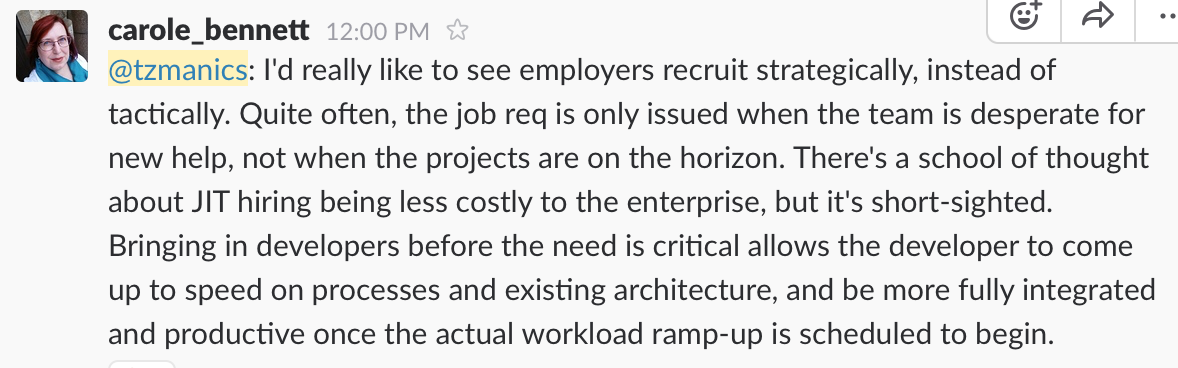 carole_bennett 12:00 PM
@tzmanics: I'd really like to see employers recruit strategically, instead of
tactically. Quite often, the job req is only issued when the team is desperate for
new help, not when the projects are on the horizon. There's a school of thought
about JIT hiring being less costly to the enterprise, but it's short-sighted.
Bringing in developers before the need is critical allows the developer to come
up to speed on processes and existing architecture, and be more fully integrated
and productive once the actual workload ramp-up is scheduled to begin.